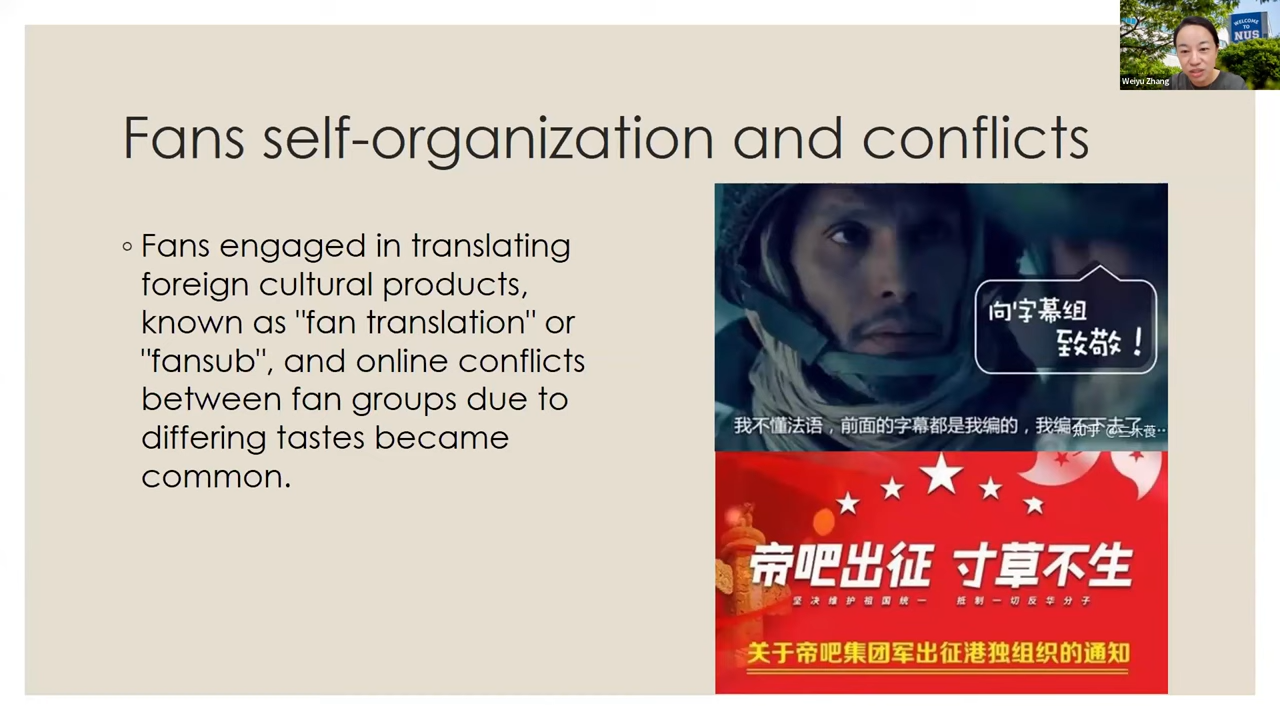 WELCOME
TO
NUS
Weiyu Zhang
Fans self-organization and conflicts
Fans engaged in translating
foreign cultural products,
known as "fan translation" or
"fansub", and online conflicts
between fan groups due to
differing tastes became
common.
向字幕组
致敬！
我不懂法语，前面的字幕都是我编的，我编不下去了
知乎
帝吧出征 寸草不生
坚决维护祖国统一 抵制一切反华分子
关于帝吧集团军出征港独组织的通知